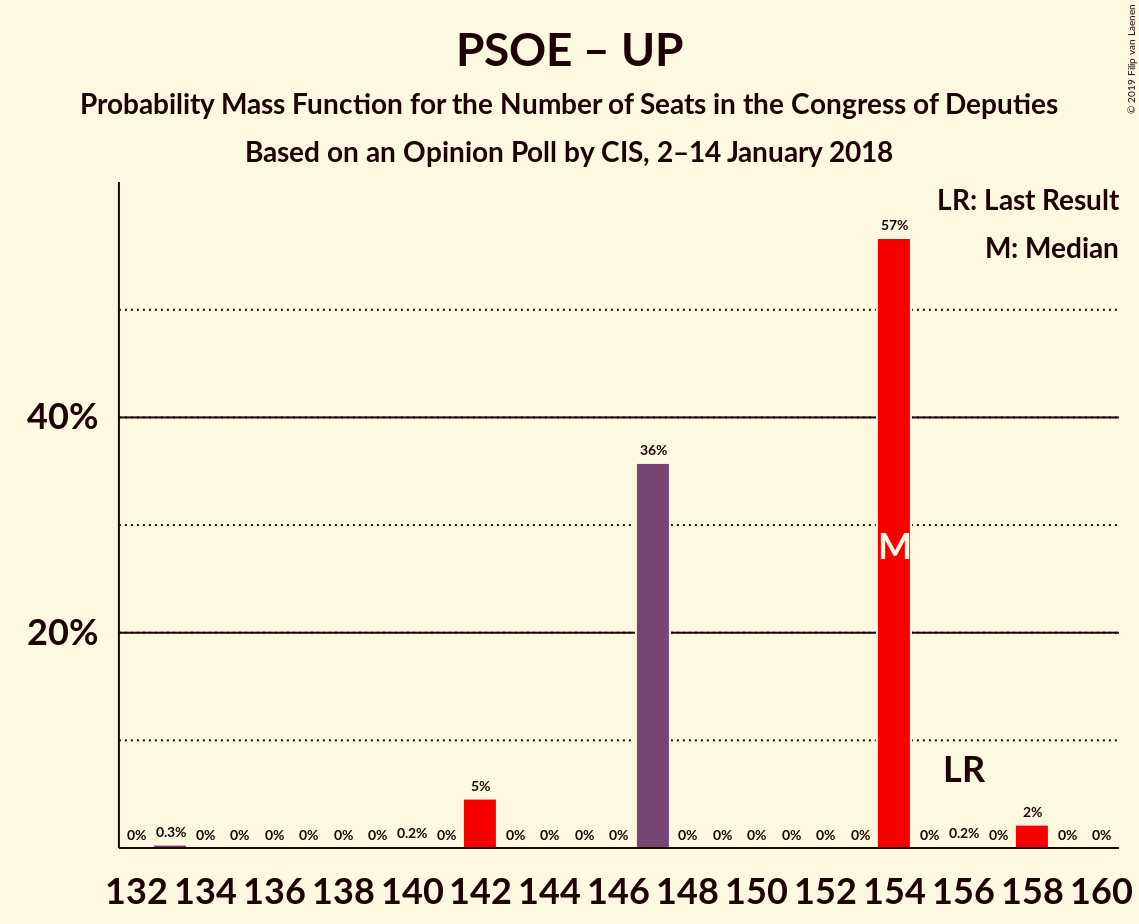 PSOE – UP
Probability Mass Function for the Number of Seats in the Congress of Deputies
Based on an Opinion Poll by CIS, 2–14 January 2018
© 2019 Filip van Laenen
LR: Last Result
M: Median
57%
40%
36%
M
20%
LR
5%
2%
0% 0.3% 0% 0% 0% 0% 0% 0% 0.2% 0% 0% 0% 0% 0% 0% 0% 0% 0% 0% 0% 0.2% 0% 0% 0%
132 134 136 138 140 142 144 146 148 150 152 154 156 158 160